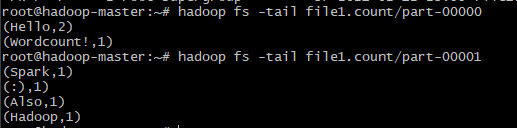 root@hadoop-master:~# hadoop fs -tail file1.count/part-00000
(Hello,2)
(Wordcount!,1)
root@hadoop-master:~# hadoop fs -tail file1.count/part-00001
(Spark,1)
(:),1)
(Also,1)
(Hadoop,1)